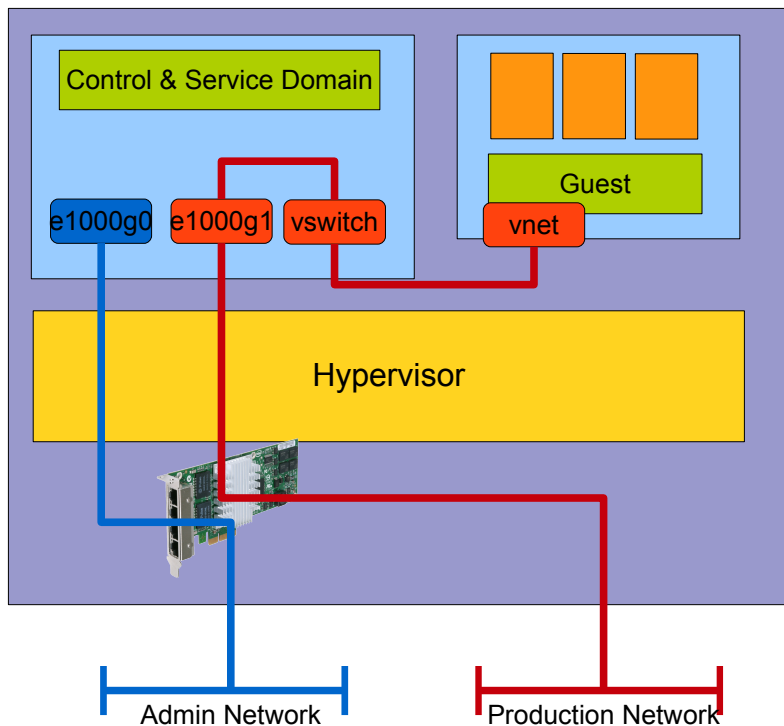 Control & Service Domain
Guest
e1000g0
e1000g1
vswitch
vnet
Hypervisor
Admin Network
Production Network